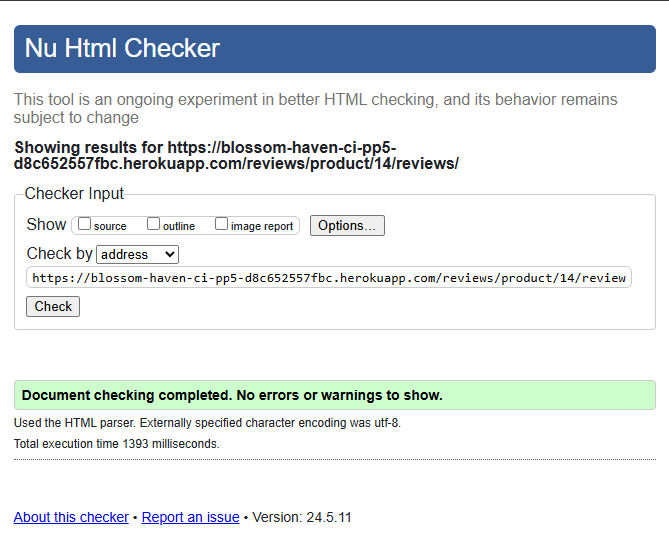 Nu Html Checker
This tool is an ongoing experiment in better HTML checking, and its behavior remains
subject to change
Showing results for https://blossom-haven-ci-pp5-
d8c652557fbc.herokuapp.com/reviews/product/14/reviews/
Checker Input
Show source outline image report Options...
Check by address
https://blossom-haven-ci-pp5-d8c652557fbc.herokuapp.com/reviews/product/14/review
Check
Document checking completed. No errors or warnings to show.
Used the HTML parser. Externally specified character encoding was utf-8.
Total execution time 1393 milliseconds.
About this checker • Report an issue • Version: 24.5.11